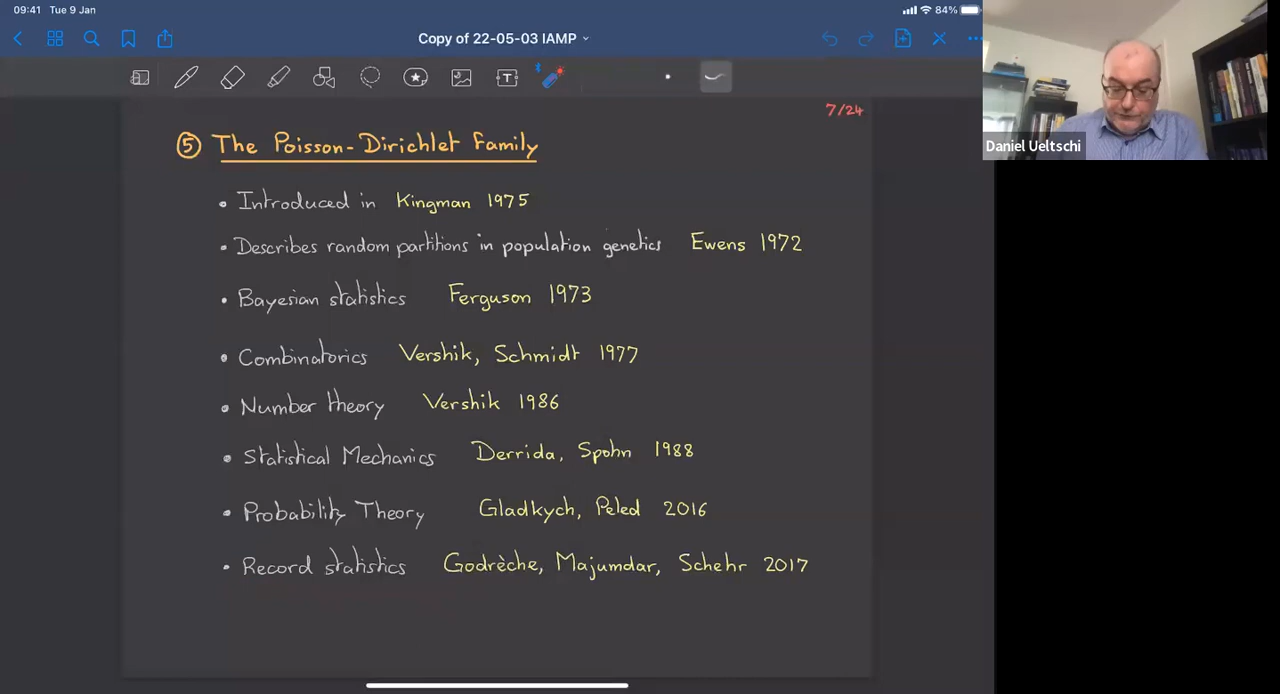 09:41 Tue 9 Jan
84%
Copy of 22-05-03 IAMP
T
7/24
⑤ The Poisson-Dirichlet Family
• Introduced in Kingman 1975
• Describes random partitions in population genetics Ewens 1972
• Bayesian statistics Ferguson 1973
• Combinatorics Vershik, Schmidt 1977
• Number theory Vershik 1986
• Statistical Mechanics Derrida, Spohn 1988
• Probability Theory Gladkych, Peled 2016
• Record statistics Godrèche, Majumdar, Schehr 2017
Daniel Ueltschi